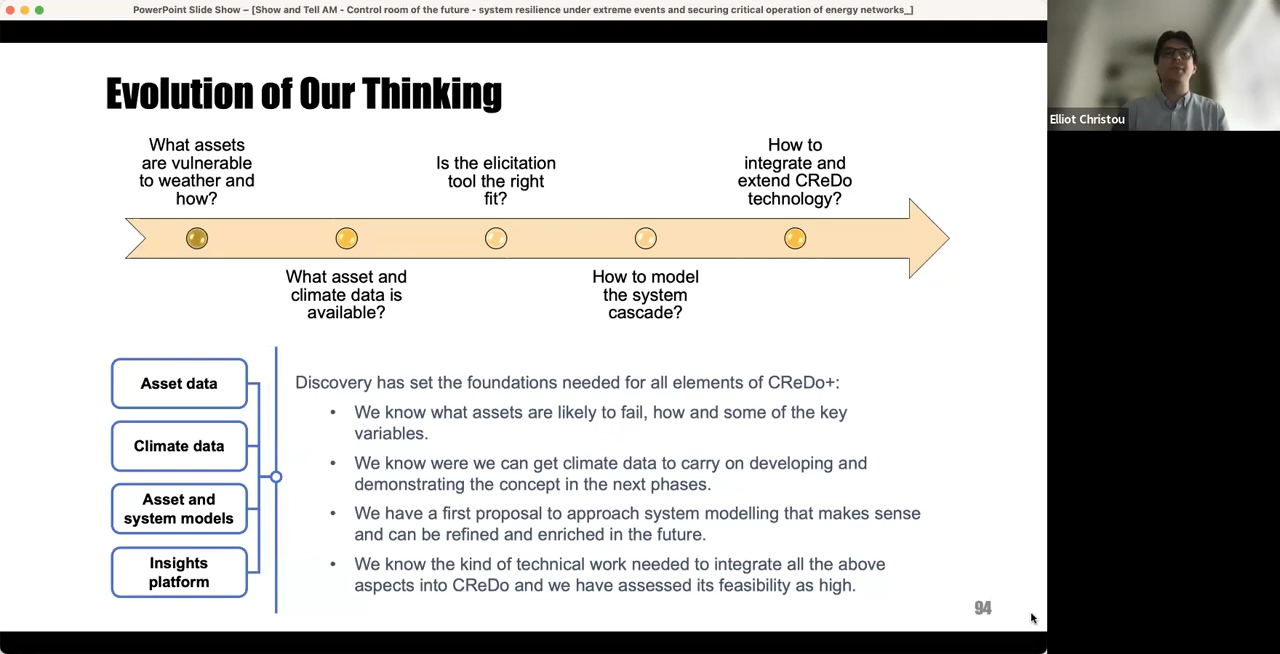 PowerPoint Slide Show – [Show and Tell AM - Control room of the future - system resilience under extreme events and securing critical operation of energy networks_]
Elliot Christou
Evolution of Our Thinking
What assets
are vulnerable
to weather and
how?
Is the elicitation
tool the right
fit?
How to
integrate and
extend CReDo
technology?
What asset and
climate data is
available?
How to model
the system
cascade?
Asset data
Climate data
Asset and
system models
Insights
platform
Discovery has set the foundations needed for all elements of CReDo+:
• We know what assets are likely to fail, how and some of the key
variables.
• We know were we can get climate data to carry on developing and
demonstrating the concept in the next phases.
• We have a first proposal to approach system modelling that makes sense
and can be refined and enriched in the future.
• We know the kind of technical work needed to integrate all the above
aspects into CReDo and we have assessed its feasibility as high.
94